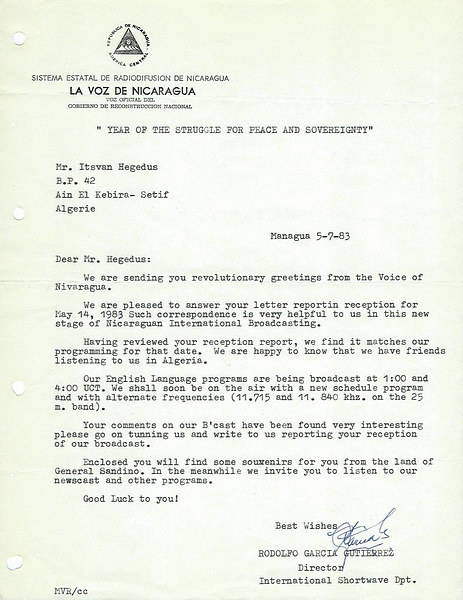 REPUBLICA DE NICARAGUA
AMERICA CENTRAL
SISTEMA ESTATAL DE RADIODIFUSION DE NICARAGUA
LA VOZ DE NICARAGUA
VOZ OFICIAL DEL
GOBIERNO DE RECONSTRUCCION NACIONAL
" YEAR OF THE STRUGGLE FOR PEACE AND SOVEREIGNTY"
Mr. Itsvan Hegedus
B.P. 42
Ain El Kebira- Setif
Algerie
Managua 5-7-83
Dear Mr. Hegedus:
We are sending you revolutionary greetings from the Voice of
Nivaragua.
We are pleased to answer your letter reportin reception for
May 14, 1983 Such correspondence is very helpful to us in this new
stage of Nicaraguan International Broadcasting.
Having reviewed your reception report, we find it matches our
programming for that date. We are happy to know that we have friends
listening to us in Algeria.
Our English Language programs are being broadcast at 1:00 and
4:00 UCT. We shall soon be on the air with a new schedule program
and with alternate frequencies (11.715 and 11. 840 khz. on the 25
m. band).
Your comments on our B'cast have been found very interesting
please go on tunning us and write to us reporting your reception
of our broadcast.
Enclosed you will find some souvenirs for you from the land of
General Sandino. In the meanwhile we invite you to listen to our
newscast and other programs.
Good Luck to you!
Best Wishes
RODOLFO GARCIA GUTIERREZ
Director
International Shortwave Dpt.
MVR/cc